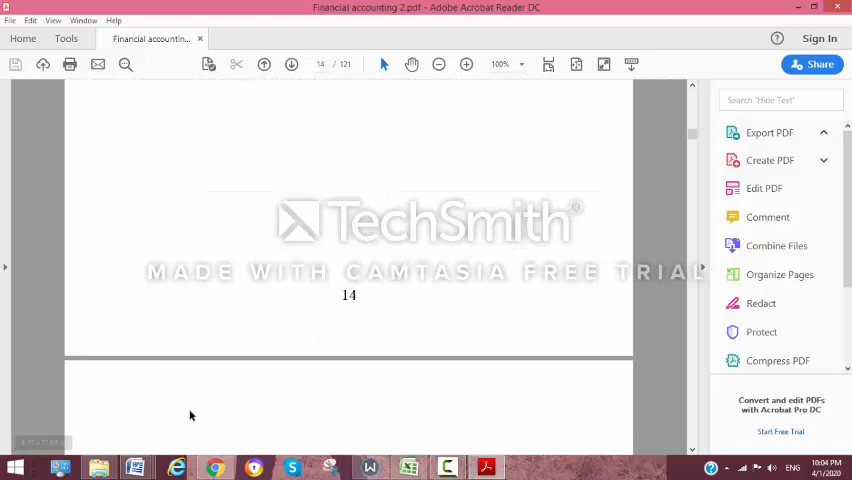 Financial accounting 2.pdf - Adobe Acrobat Reader DC
File Edit View Window Help
Home Tools Financial accountin... × Sign In
14 / 121 100% Share
Search 'Hide Text'
Export PDF
Create PDF
Edit PDF
Comment
Combine Files
Organize Pages
Redact
Protect
Compress PDF
Convert and edit PDFs
with Acrobat Pro DC
Start Free Trial
TechSmith®
MADE WITH CAMTASIA FREE TRIAL
14
ENG
10:04 PM
4/1/2020